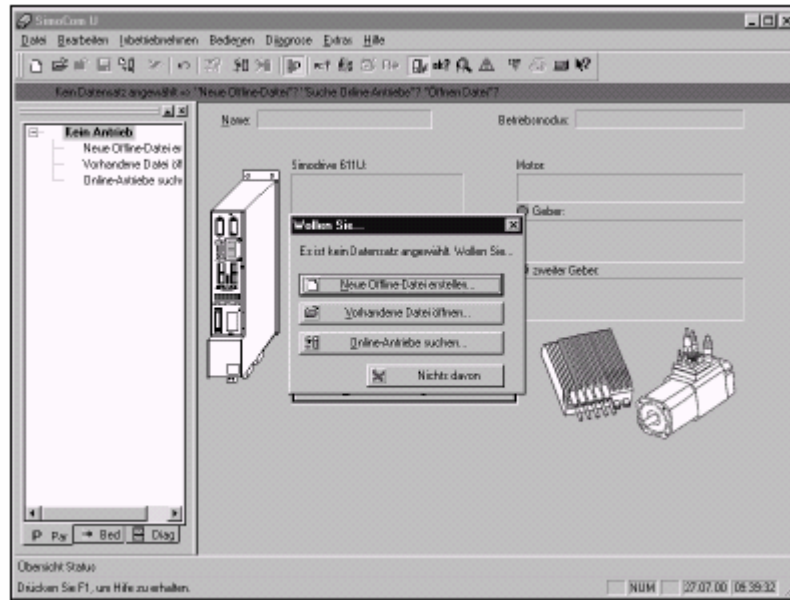 SimoCom U
Datei Bearbeiten Inbetriebnehmen Bedienen Diagnose Extras Hilfe
Kein Datensatz angewählt => "Neue Offline-Datei"? "Suche Online-Antriebe"? "Öffnen Datei"?
Kein Antrieb
Neue Offline-Datei er
Vorhandene Datei öff
Online-Antriebe suche
Name:
Betriebsmodus:
Simodrive 611U:
Motor:
Geber:
zweiter Geber:
Wollen Sie...
Es ist kein Datensatz angewählt. Wollen Sie...
Neue Offline-Datei erstellen...
Vorhandene Datei öffnen...
Online-Antriebe suchen...
Nichts davon
Par Bed Diag
Übersicht Status
Drücken Sie F1, um Hilfe zu erhalten.
NUM 27.07.00 09:39:32